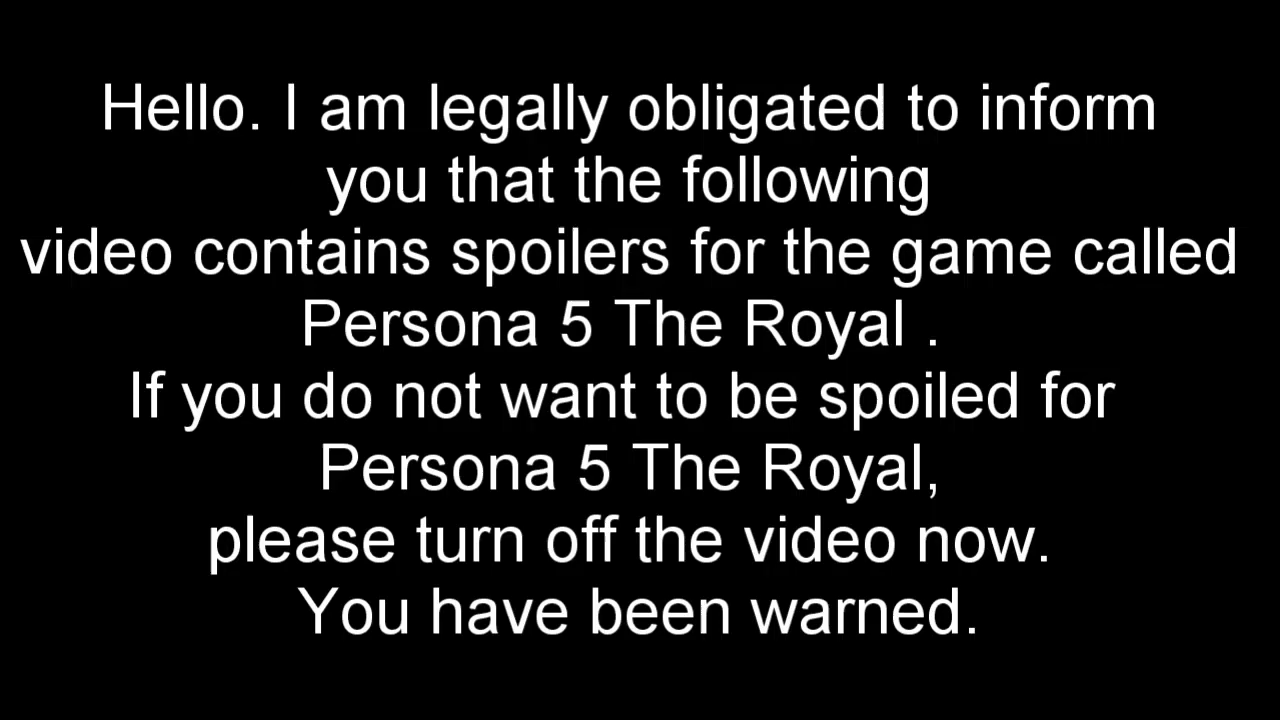 Hello. I am legally obligated to inform
you that the following
video contains spoilers for the game called
Persona 5 The Royal .
If you do not want to be spoiled for
Persona 5 The Royal,
please turn off the video now.
You have been warned.